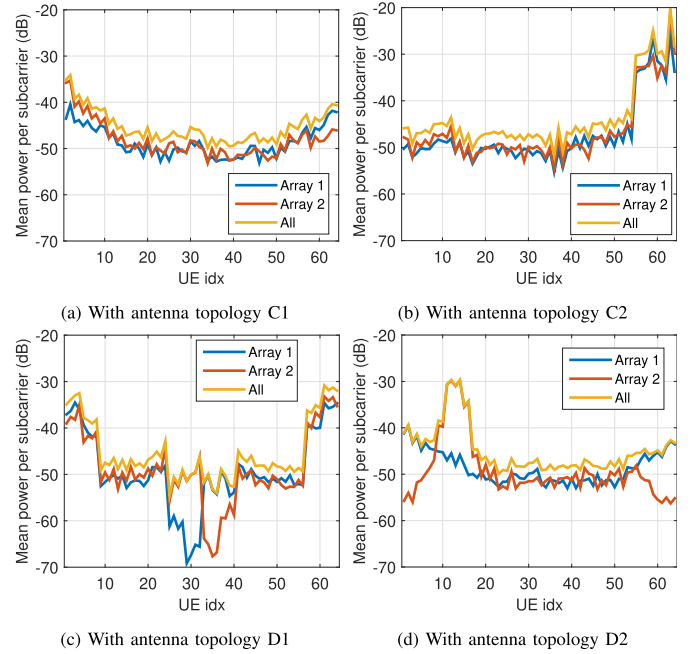 -20
-30
-40
-50
-60
-70
Mean power per subcarrier (dB)
10 20 30 40 50 60
UE idx
Array 1
Array 2
All
(a) With antenna topology C1
-20
-30
-40
-50
-60
-70
Mean power per subcarrier (dB)
10 20 30 40 50 60
UE idx
Array 1
Array 2
All
(b) With antenna topology C2
-20
-30
-40
-50
-60
-70
Mean power per subcarrier (dB)
10 20 30 40 50 60
UE idx
Array 1
Array 2
All
(c) With antenna topology D1
-20
-30
-40
-50
-60
-70
Mean power per subcarrier (dB)
10 20 30 40 50 60
UE idx
Array 1
Array 2
All
(d) With antenna topology D2